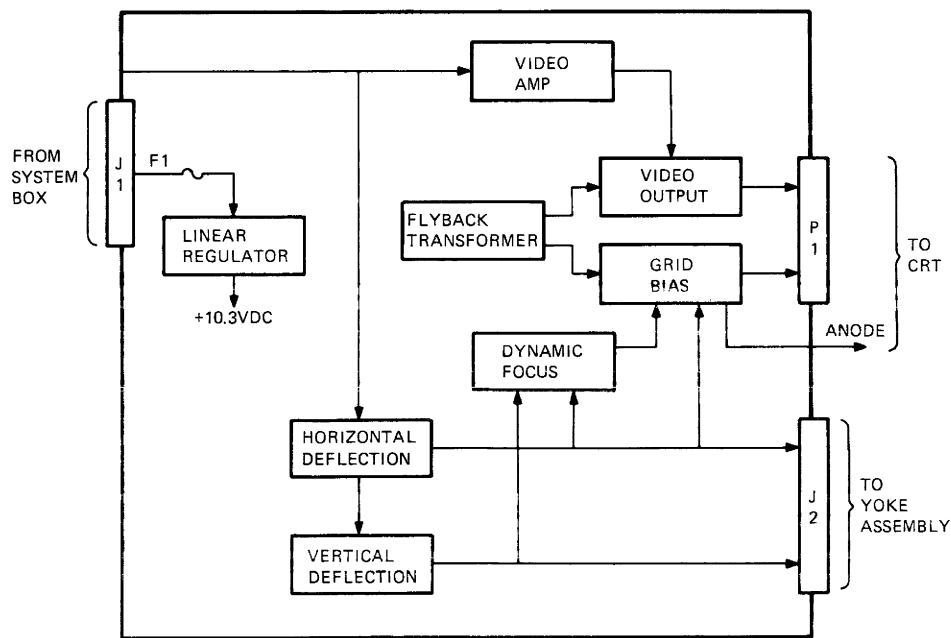 VIDEO
AMP
FROM
SYSTEM
BOX
J
1
F1
LINEAR
REGULATOR
+10.3VDC
FLYBACK
TRANSFORMER
VIDEO
OUTPUT
GRID
BIAS
P
1
TO
CRT
ANODE
DYNAMIC
FOCUS
HORIZONTAL
DEFLECTION
VERTICAL
DEFLECTION
J
2
TO
YOKE
ASSEMBLY